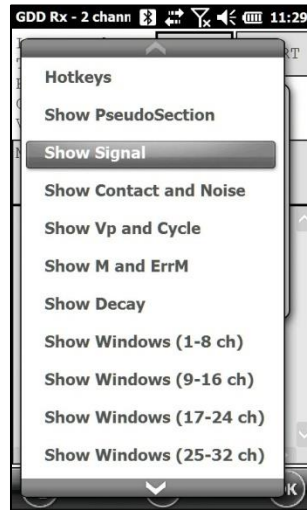 GDD Rx - 2 chann 11:29
Hotkeys
Show PseudoSection
Show Signal
Show Contact and Noise
Show Vp and Cycle
Show M and ErrM
Show Decay
Show Windows (1-8 ch)
Show Windows (9-16 ch)
Show Windows (17-24 ch)
Show Windows (25-32 ch)